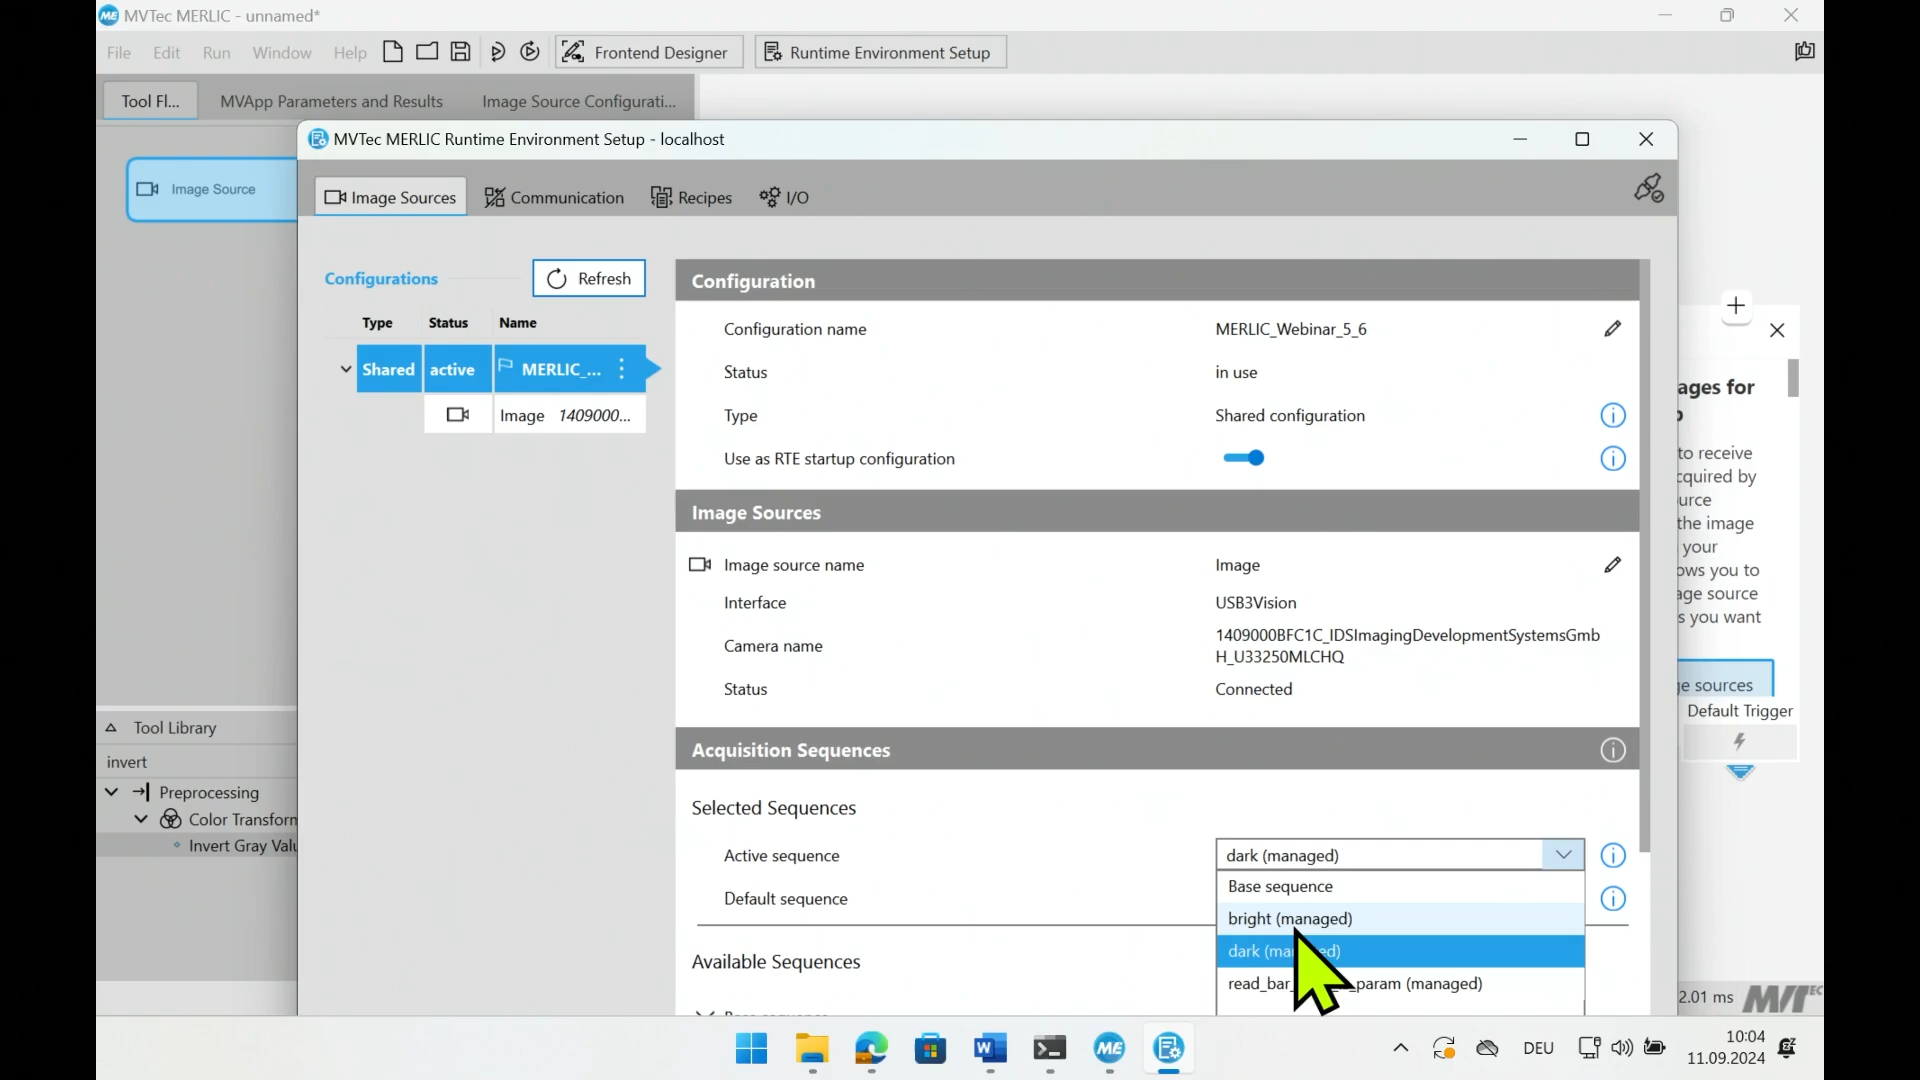 MVTec MERLIC - unnamed*
File Edit Run Window Help Frontend Designer Runtime Environment Setup
Tool Fl... MVApp Parameters and Results Image Source Configurati...
MVTec MERLIC Runtime Environment Setup - localhost
Image Source
Image Sources Communication Recipes I/O
Configurations Refresh
Type Status Name
Shared active MERLIC_...
Image 1409000...
Configuration
Configuration name MERLIC_Webinar_5_6
Status in use
Type Shared configuration
Use as RTE startup configuration
Image Sources
Image source name Image
Interface USB3Vision
Camera name 1409000BFC1C_IDSImagingDevelopmentSystemsGmb
H_U33250MLCHQ
Status Connected
Acquisition Sequences
Selected Sequences
Active sequence dark (managed)
Base sequence
Default sequence
bright (managed)
dark
Available Sequences
param (managed)
ages for
to receive
cquired by
urce
the image
your
ows you to
age source
s you want
ge sources
Default Trigger
Tool Library
invert
Preprocessing
Color Transform
Invert Gray Valu
2.01 ms MVTEC
ME W ME
DEU 10:04
11.09.2024